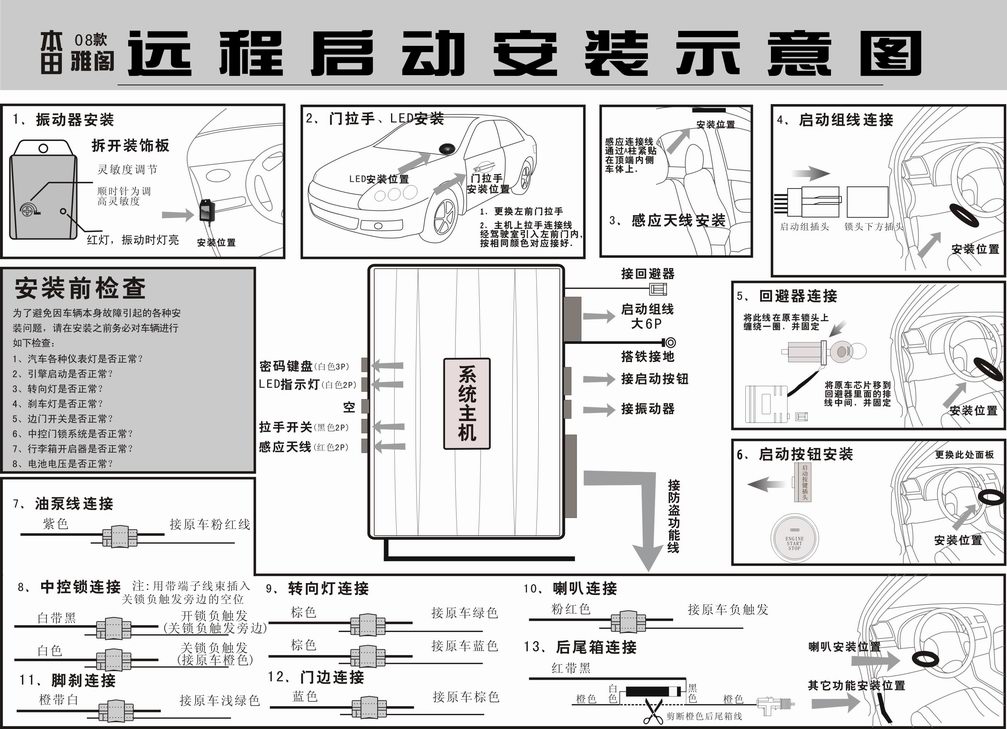 本田
08款
雅阁
远程启动安装示意图
1、振动器安装
拆开装饰板
灵敏度调节
顺时针为调
高灵敏度
红灯，振动时灯亮
安装位置
2、门拉手、LED安装
LED安装位置
门拉手
安装位置
1．更换左前门拉手
2．主机上拉手连接线
经驾驶室引入左前门内，
按相同颜色对应接好．
感应连接线
通过A柱紧贴
在顶端内侧
车体上．
安装位置
3、感应天线安装
4、启动组线连接
启动组插头
锁头下方插头
安装位置
安装前检查
为了避免因车辆本身故障引起的各种安
装问题，请在安装之前务必对车辆进行
如下检查：
1、汽车各种仪表灯是否正常？
2、引擎启动是否正常？
3、转向灯是否正常？
4、刹车灯是否正常？
5、边门开关是否正常？
6、中控门锁系统是否正常？
7、行李箱开启器是否正常？
8、电池电压是否正常？
密码键盘(白色3P)
LED指示灯(白色2P)
空
拉手开关(黑色2P)
感应天线(红色2P)
系统主机
接回避器
启动组线
大6P
搭铁接地
接启动按钮
接振动器
接防盗功能线
5、回避器连接
将此线在原车锁头上
缠绕一圈．并固定
将原车芯片移到
回避器里面的排
线中间．并固定
安装位置
6、启动按钮安装
启动按键插头
ENGINE
START
STOP
更换此处面板
安装位置
7、油泵线连接
紫色
接原车粉红线
8、中控锁连接
注:用带端子线束插入
关锁负触发旁边的空位
白带黑
开锁负触发
(关锁负触发旁边)
白色
关锁负触发
(接原车橙色)
9、转向灯连接
棕色
接原车绿色
棕色
接原车蓝色
10、喇叭连接
粉红色
接原车负触发
11、脚刹连接
橙带白
接原车浅绿色
12、门边连接
蓝色
接原车棕色
13、后尾箱连接
红带黑
白色
黑色
橙色
橙色
剪断橙色后尾箱线
喇叭安装位置
其它功能安装位置